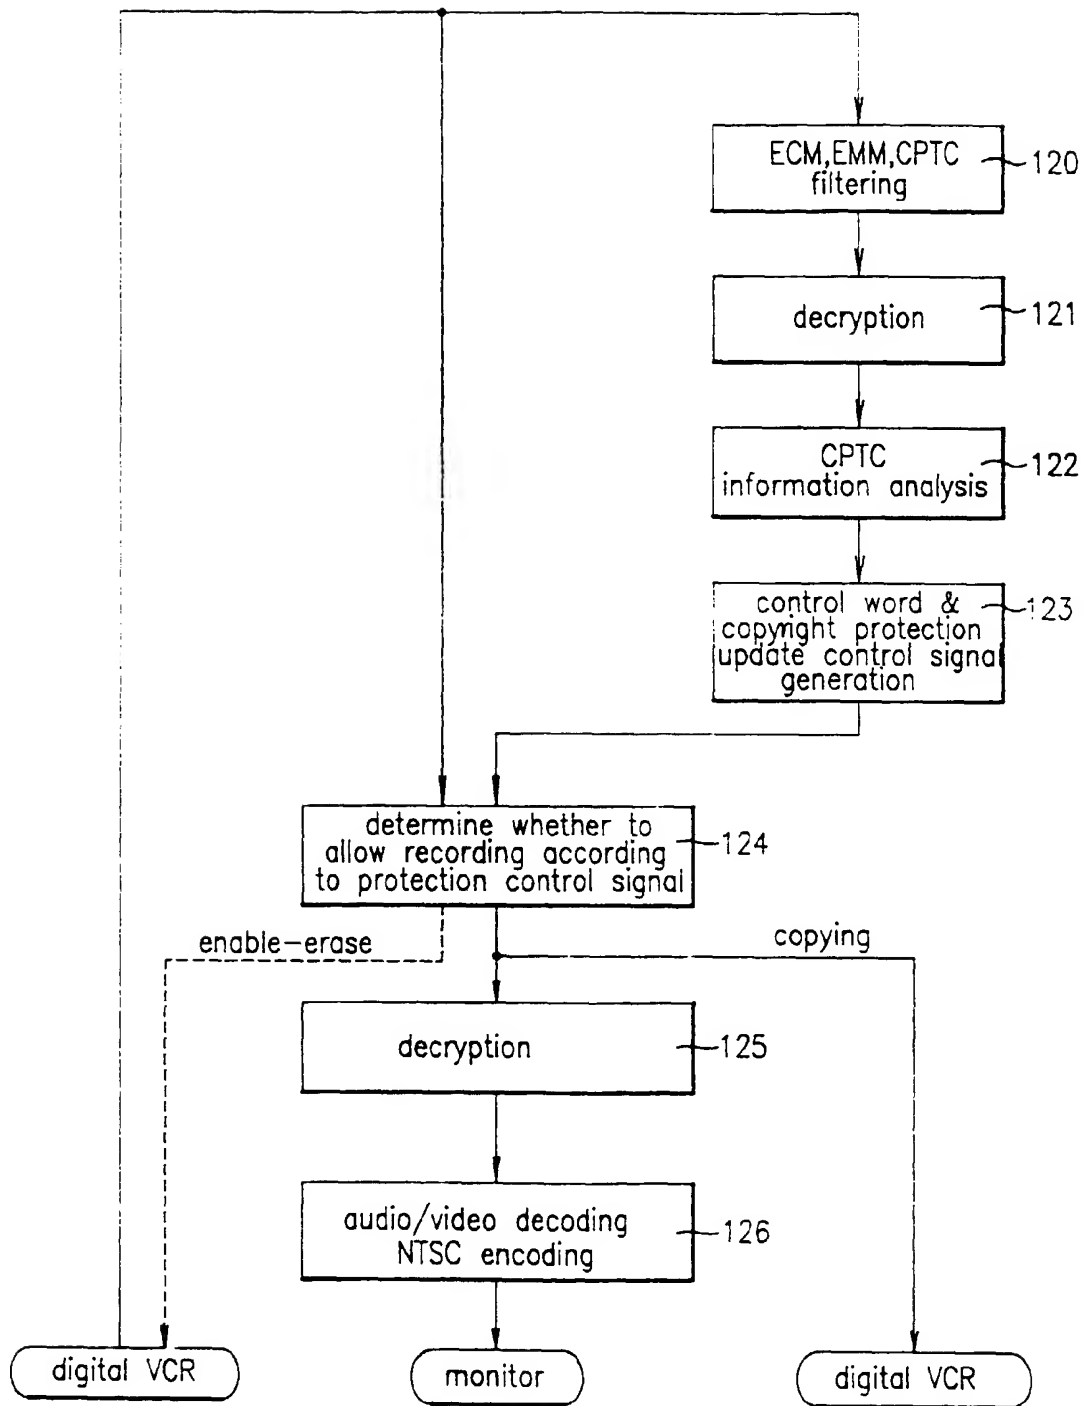 ECM,EMM,CPTC
filtering
120
decryption
121
CPTC
information analysis
122
control word &
copyright protection
update control signal
generation
123
determine whether to
allow recording according
to protection control signal
124
enable-erase
copying
decryption
125
audio/video decoding
NTSC encoding
126
digital VCR
monitor
digital VCR